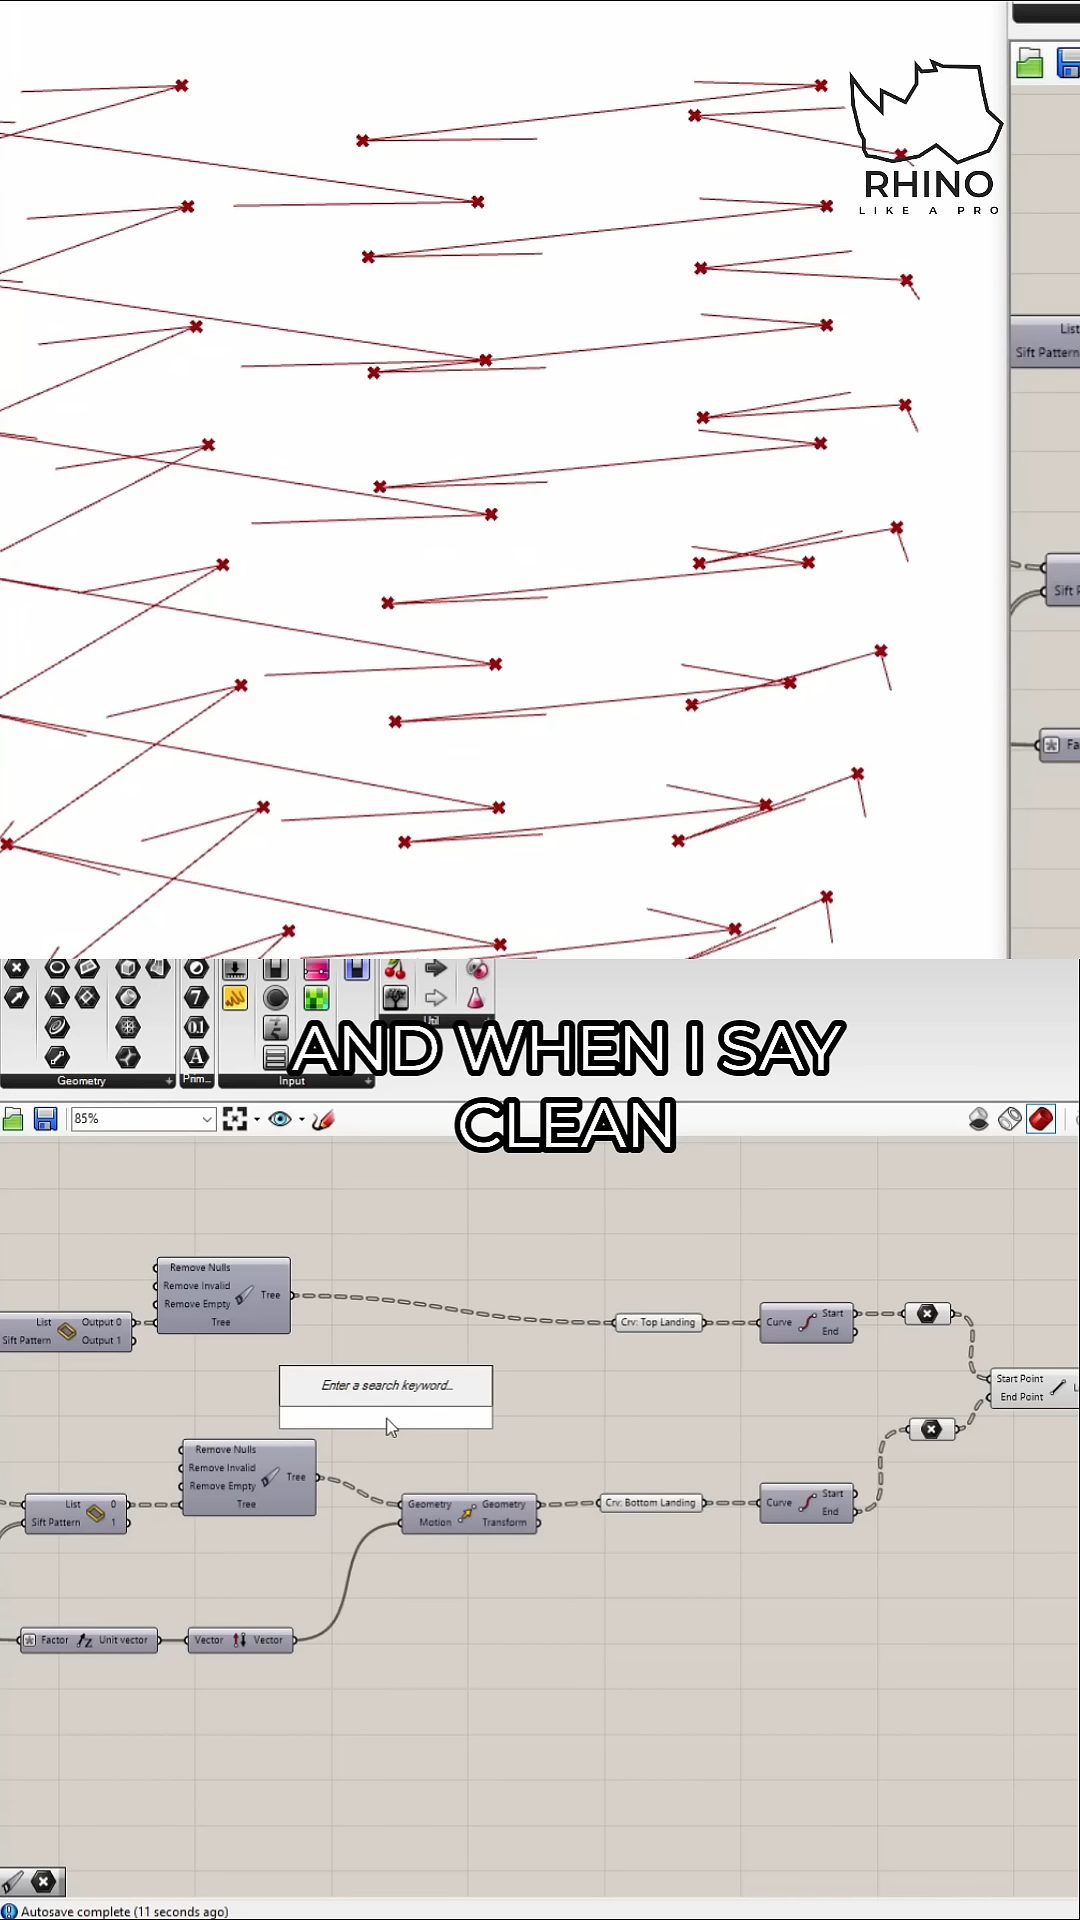 RHINO
LIKE A PRO
List
Sift Pattern
Sift P
Fa
Util
Geometry
Prim...
Input
AND WHEN I SAY
CLEAN
85%
Remove Nulls
Remove Invalid
Remove Empty
Tree
Tree
List
Sift Pattern
Output 0
Output 1
Crv: Top Landing
Curve
Start
End
Start Point
End Point
L
Enter a search keyword...
Remove Nulls
Remove Invalid
Remove Empty
Tree
Tree
List
Sift Pattern
0
1
Geometry
Motion
Geometry
Transform
Crv: Bottom Landing
Curve
Start
End
Factor
Unit vector
Vector
Vector
Autosave complete (11 seconds ago)